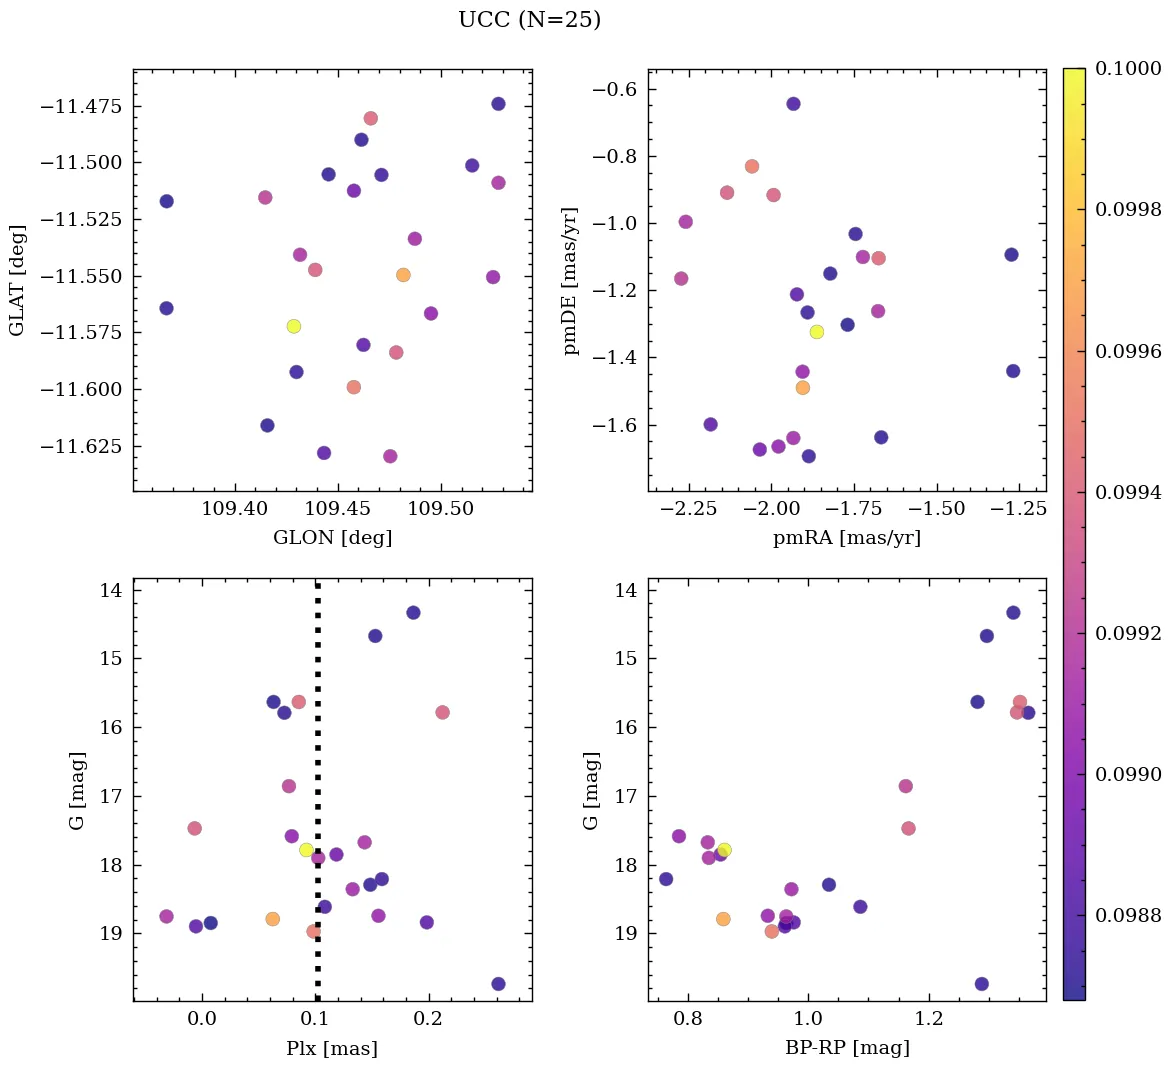 UCC (N=25)
−11.475
−11.500
−11.525
−11.550
−11.575
−11.600
−11.625
GLAT [deg]
109.40 109.45 109.50
GLON [deg]
−0.6
−0.8
−1.0
−1.2
−1.4
−1.6
pmDE [mas/yr]
−2.25 −2.00 −1.75 −1.50 −1.25
pmRA [mas/yr]
14
15
16
17
18
19
G [mag]
0.0 0.1 0.2
Plx [mas]
14
15
16
17
18
19
G [mag]
0.8 1.0 1.2
BP-RP [mag]
0.1000
0.0998
0.0996
0.0994
0.0992
0.0990
0.0988